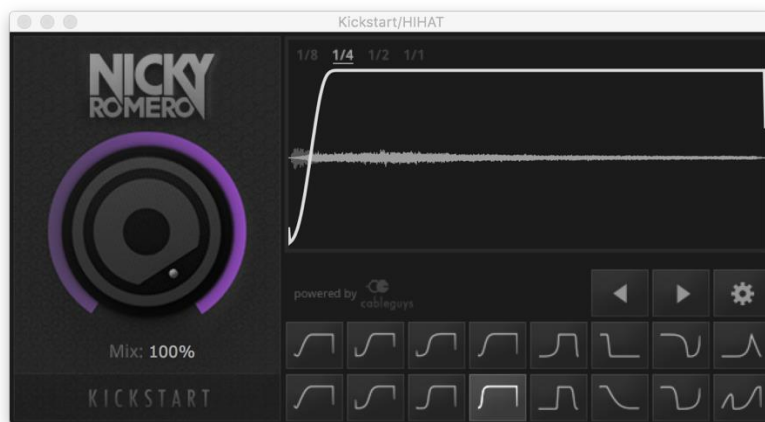 Kickstart/HIHAT
NICKY
ROMERO
1/8 1/4 1/2 1/1
Mix: 100%
KICKSTART
powered by cableguys